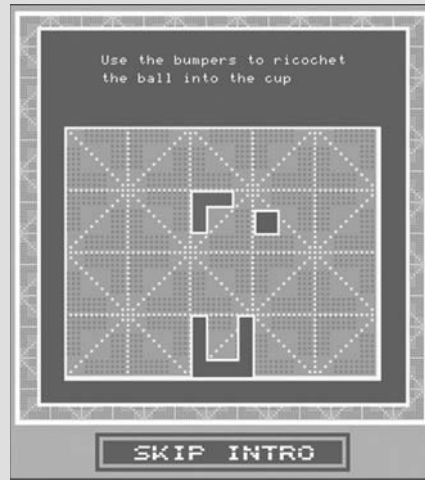 Use the bumpers to ricochet
the ball into the cup
SKIP INTRO